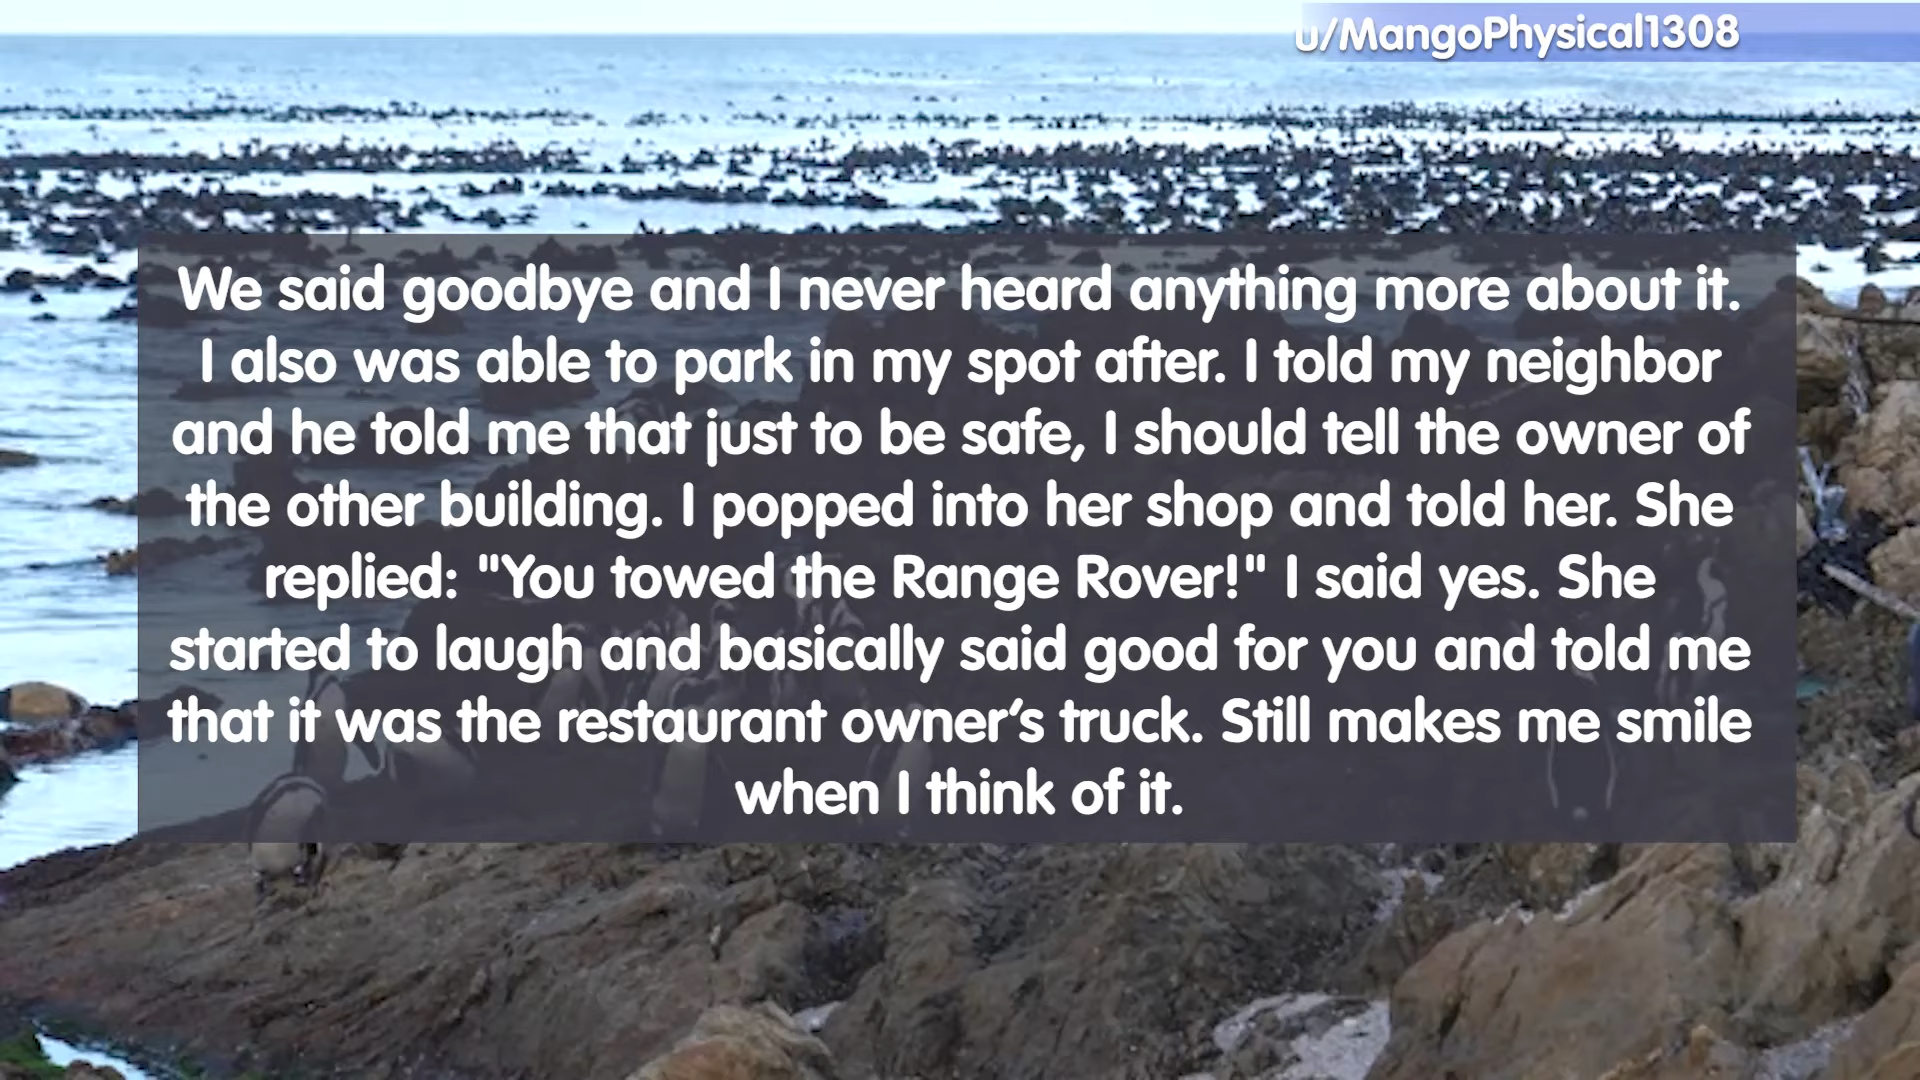 u/MangoPhysical1308
We said goodbye and I never heard anything more about it.
I also was able to park in my spot after. I told my neighbor
and he told me that just to be safe, I should tell the owner of
the other building. I popped into her shop and told her. She
replied: "You towed the Range Rover!" I said yes. She
started to laugh and basically said good for you and told me
that it was the restaurant owner’s truck. Still makes me smile
when I think of it.